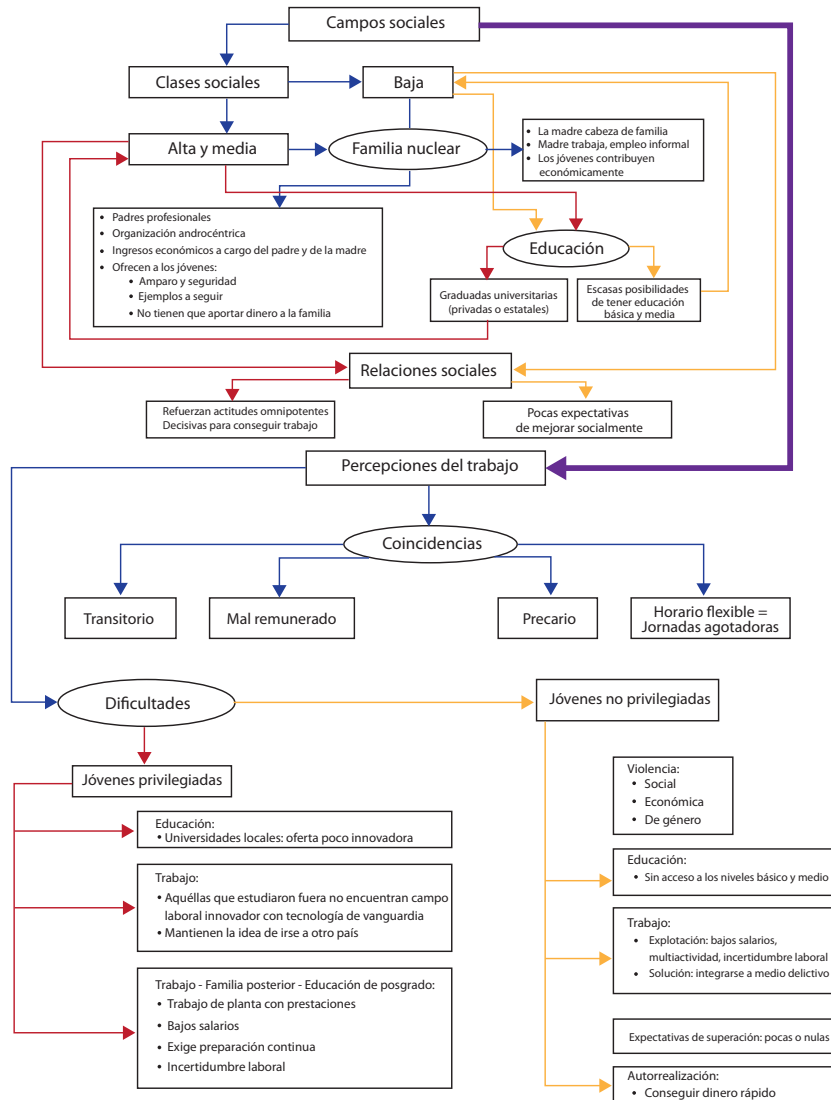 Campos sociales
Clases sociales
Baja
Alta y media
Familia nuclear
• La madre cabeza de familia
• Madre trabaja, empleo informal
• Los jóvenes contribuyen
económicamente
• Padres profesionales
• Organización androcéntrica
• Ingresos económicos a cargo del padre y de la madre
• Ofrecen a los jóvenes:
• Amparo y seguridad
• Ejemplos a seguir
• No tienen que aportar dinero a la familia
Educación
Graduadas universitarias
(privadas o estatales)
Escasas posibilidades
de tener educación
básica y media
Relaciones sociales
Refuerzan actitudes omnipotentes
Decisivas para conseguir trabajo
Pocas expectativas
de mejorar socialmente
Percepciones del trabajo
Coincidencias
Transitorio
Mal remunerado
Precario
Horario flexible =
Jornadas agotadoras
Dificultades
Jóvenes no privilegiadas
Jóvenes privilegiadas
Educación:
• Universidades locales: oferta poco innovadora
Trabajo:
• Aquéllas que estudiaron fuera no encuentran campo
laboral innovador con tecnología de vanguardia
• Mantienen la idea de irse a otro país
Trabajo - Familia posterior - Educación de posgrado:
• Trabajo de planta con prestaciones
• Bajos salarios
• Exige preparación continua
• Incertidumbre laboral
Violencia:
• Social
• Económica
• De género
Educación:
• Sin acceso a los niveles básico y medio
Trabajo:
• Explotación: bajos salarios,
multiactividad, incertidumbre laboral
• Solución: integrarse a medio delictivo
Expectativas de superación: pocas o nulas
Autorrealización:
• Conseguir dinero rápido